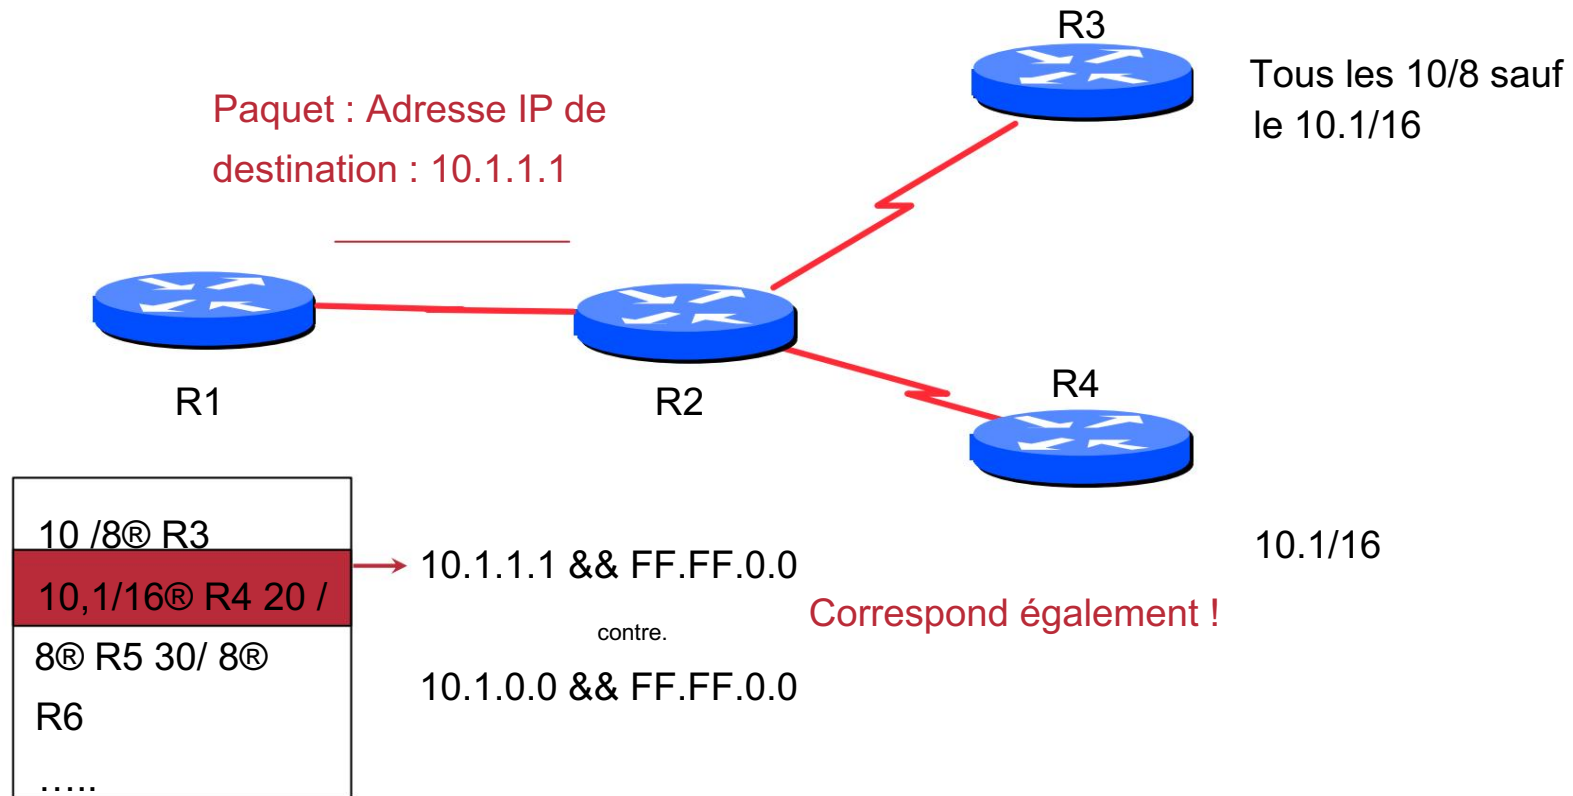 R3
Tous les 10/8 sauf
le 10.1/16
Paquet : Adresse IP de
destination : 10.1.1.1
R1
R2
R4
10 /8® R3
10,1/16® R4 20 /
8® R5 30/ 8®
R6
…..
10.1.1.1 && FF.FF.0.0
contre.
10.1.0.0 && FF.FF.0.0
Correspond également !
10.1/16